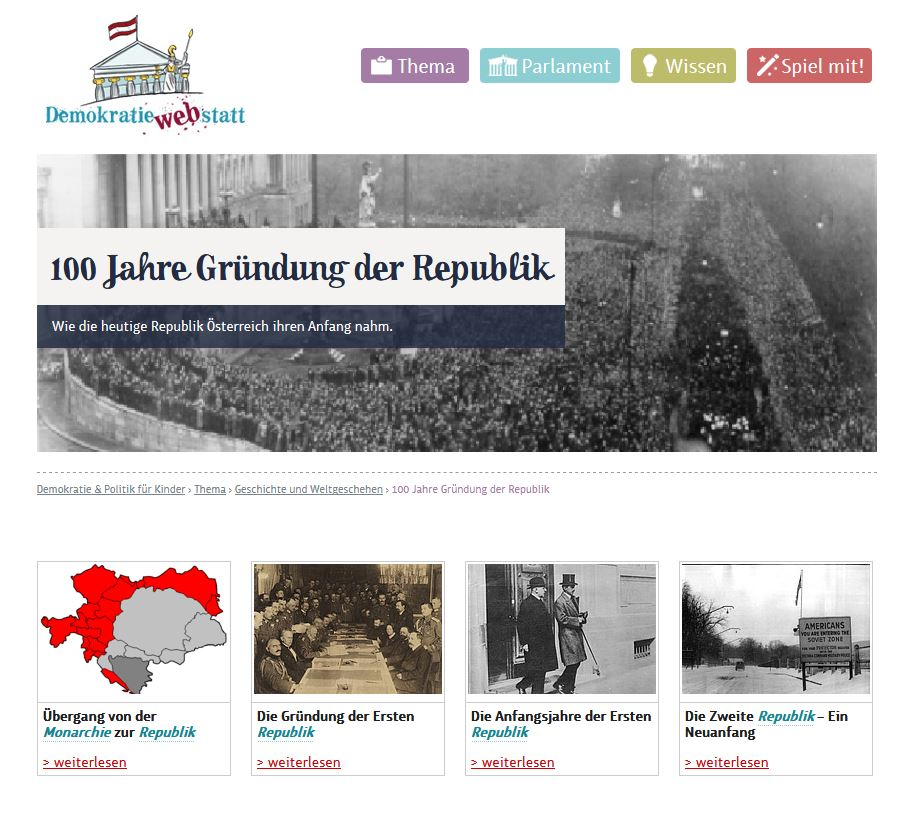 Demokratiewebstatt
Thema
Parlament
Wissen
Spiel mit!
100 Jahre Gründung der Republik
Wie die heutige Republik Österreich ihren Anfang nahm.
Demokratie & Politik für Kinder › Thema › Geschichte und Weltgeschehen › 100 Jahre Gründung der Republik
AMERICANS
YOU ARE ENTERING THE
SOVIET ZONE
Übergang von der
Monarchie zur Republik
> weiterlesen
Die Gründung der Ersten
Republik
> weiterlesen
Die Anfangsjahre der Ersten
Republik
> weiterlesen
Die Zweite Republik – Ein
Neuanfang
> weiterlesen